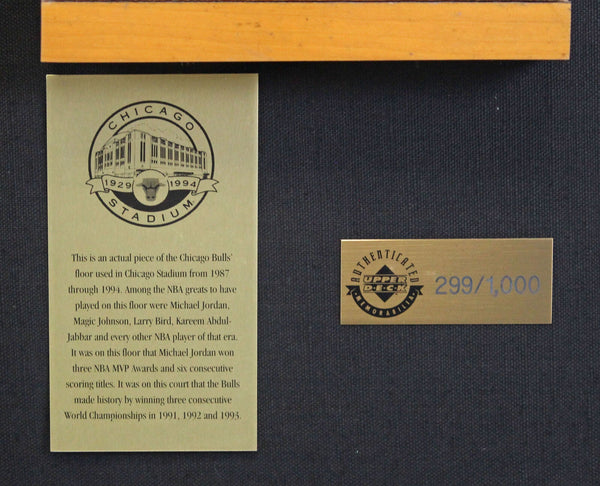 CHICAGO
1929 1994
STADIUM
This is an actual piece of the Chicago Bulls'
floor used in Chicago Stadium from 1987
through 1994. Among the NBA greats to have
played on this floor were Michael Jordan,
Magic Johnson, Larry Bird, Kareem Abdul-
Jabbar and every other NBA player of that era.
It was on this floor that Michael Jordan won
three NBA MVP Awards and six consecutive
scoring titles. It was on this court that the Bulls
made history by winning three consecutive
World Championships in 1991, 1992 and 1993.
AUTHENTICATED
UPPER
DECK
MEMORABILIA
299/1,000